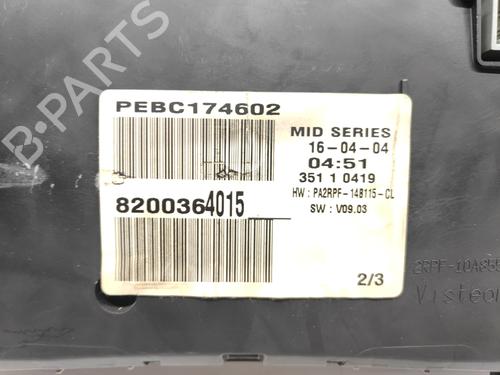 PEBC174602
MID SERIES
16-04-04
04:51
351 1 0419
HW : PA2RPF-14B115-CL
SW : V09.03
8200364015
2/3
Visteon
B-PARTS